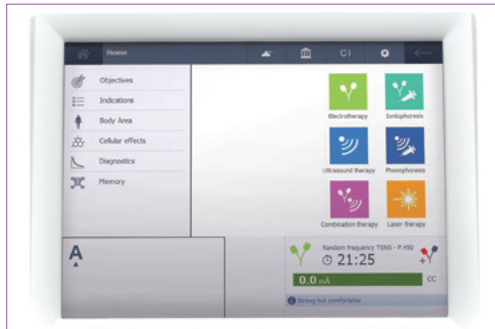 Home
C1
Objectives
Indications
Body Area
Cellular effects
Diagnostics
Memory
Electrotherapy
Iontophoresis
Ultrasound therapy
Phonophoresis
Combination therapy
Laser therapy
A
Random frequency TENS - P.450
21:25
0.0 mA
CC
Strong but comfortable